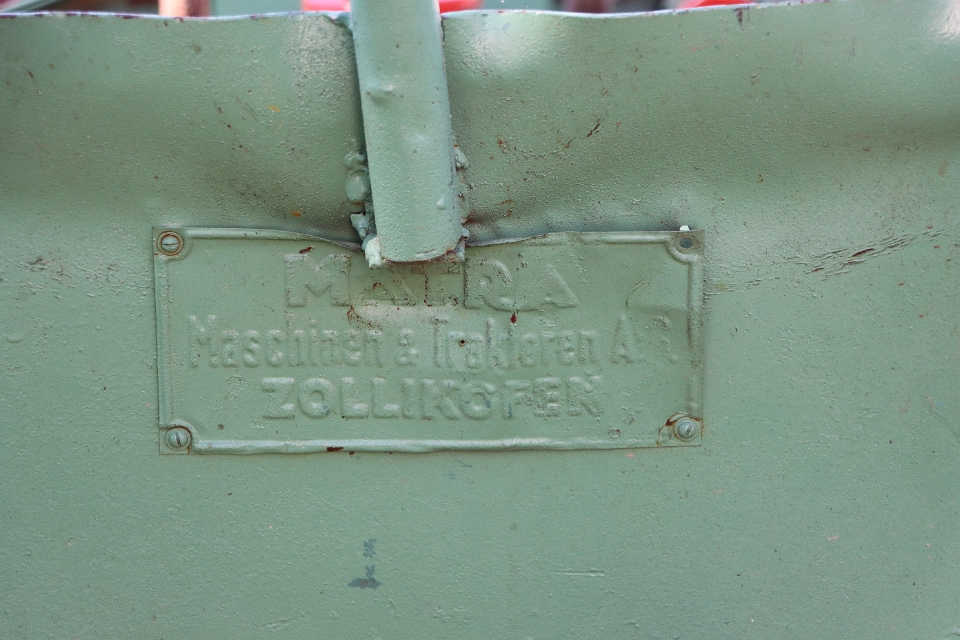 MATRA
Maschinen & Traktoren A.G.
ZOLLIKOFEN